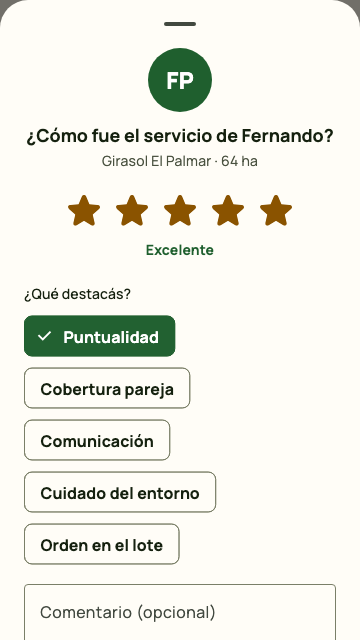 FP
¿Cómo fue el servicio de Fernando?
Girasol El Palmar · 64 ha
Excelente
¿Qué destacás?
Puntualidad
Cobertura pareja
Comunicación
Cuidado del entorno
Orden en el lote
Comentario (opcional)